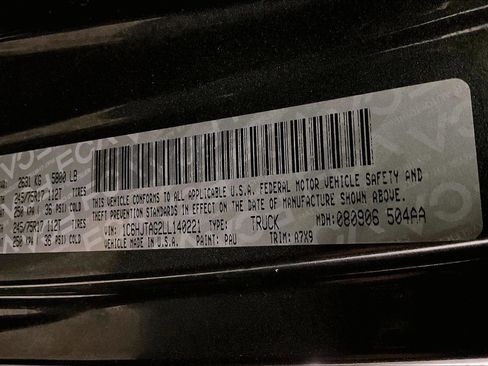 2631 KG 5800 LB
245/75R17 112T TIRES
250 KPA 36 PSI COLD
245/75R17 112T TIRES
250 KPA 36 PSI COLD
THIS VEHICLE CONFORMS TO ALL APPLICABLE U.S.A. FEDERAL MOTOR VEHICLE SAFETY AND
THEFT PREVENTION STANDARDS IN EFFECT ON THE DATE OF MANUFACTURE SHOWN ABOVE.
VIN: 1C6HJTAG2LL140221 TYPE: TRUCK MDH: 080906 504AA
MADE IN U.S.A. PAINT: PAU TRIM: A7X9